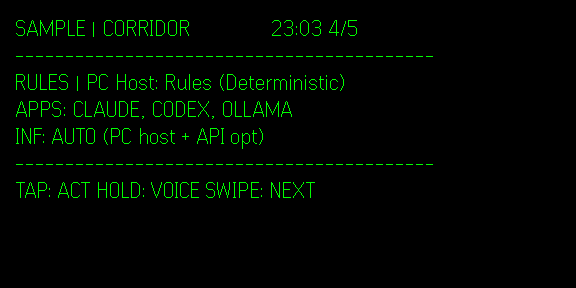 SAMPLE | CORRIDOR 23:03 4/5
------------------------------------------
RULES | PC Host: Rules (Deterministic)
APPS: CLAUDE, CODEX, OLLAMA
INF: AUTO (PC host + API opt)
------------------------------------------
TAP: ACT HOLD: VOICE SWIPE: NEXT